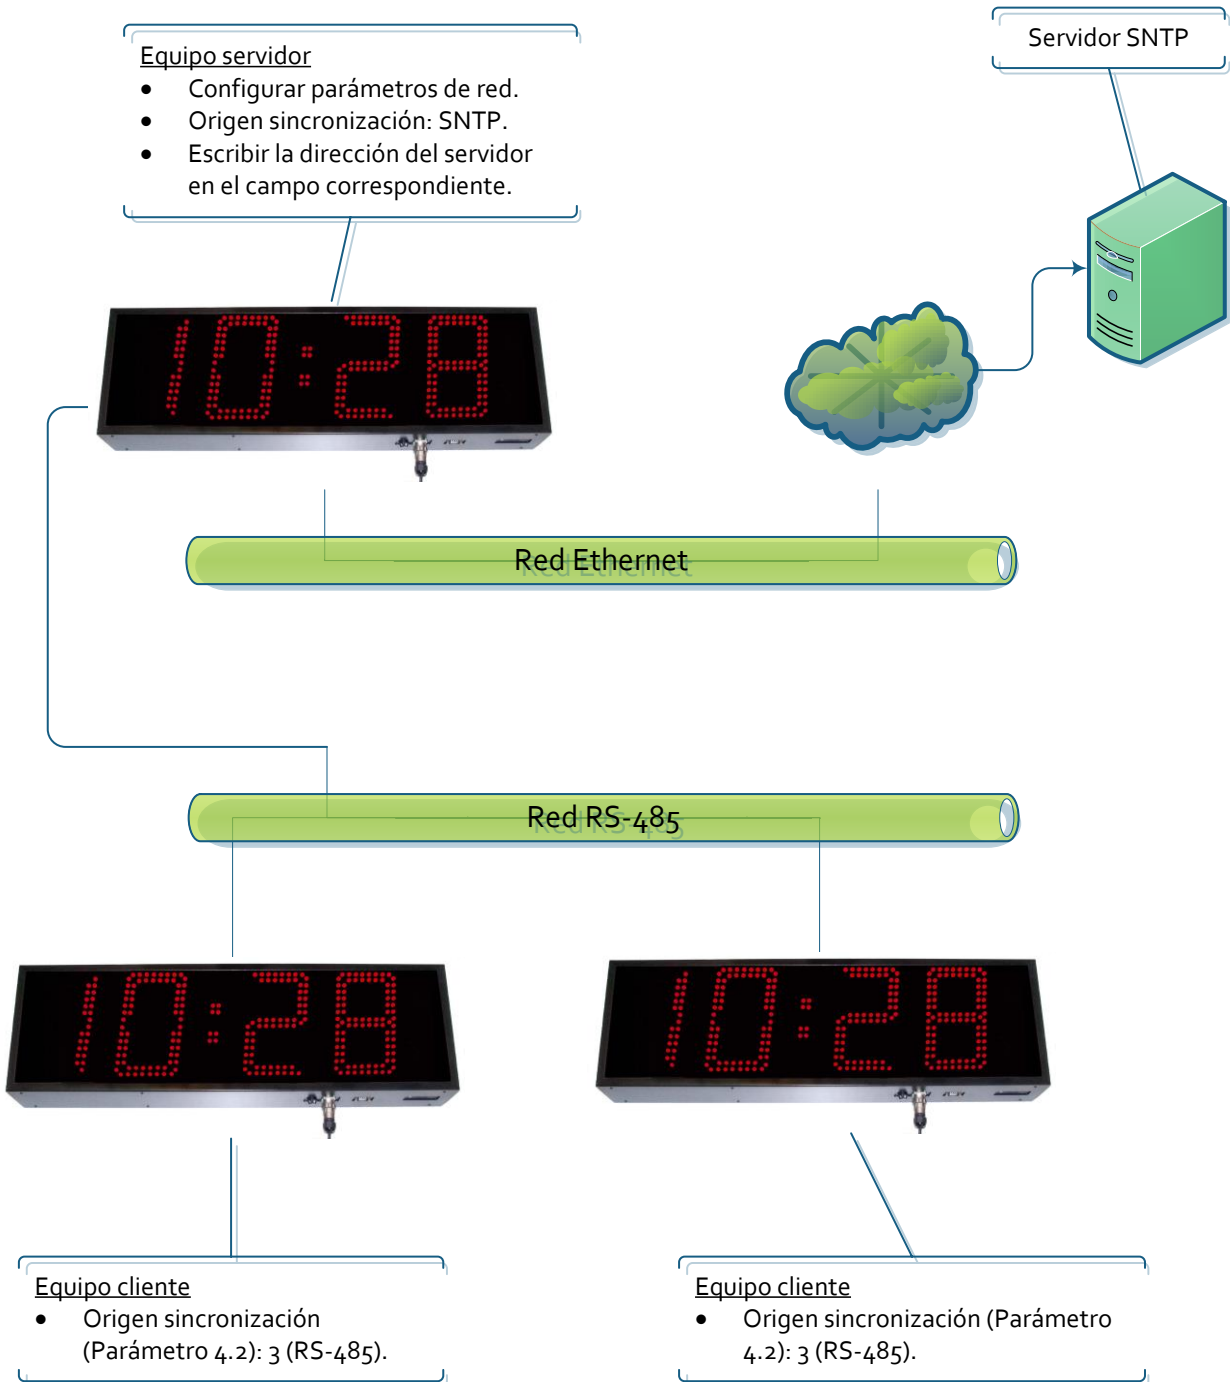 Servidor SNTP
Equipo servidor
• Configurar parámetros de red.
• Origen sincronización: SNTP.
• Escribir la dirección del servidor
en el campo correspondiente.
10:28
Red Ethernet
Red RS-485
10:28
10:28
Equipo cliente
• Origen sincronización
(Parámetro 4.2): 3 (RS-485).
Equipo cliente
• Origen sincronización (Parámetro
4.2): 3 (RS-485).